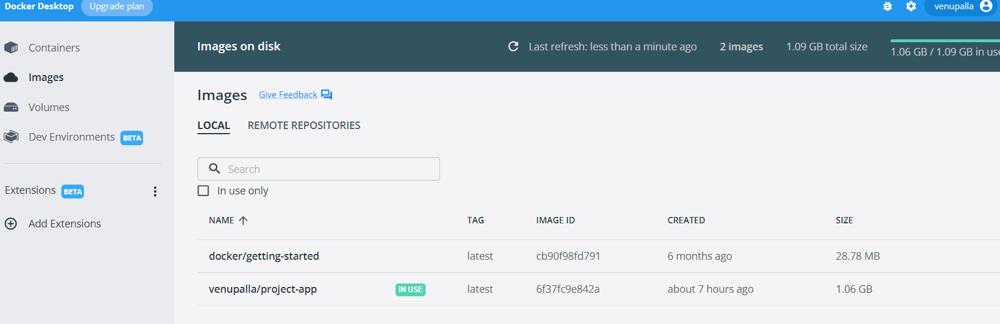 Docker Desktop Upgrade plan venupalla
Containers
Images
Volumes
Dev Environments BETA
Extensions BETA
Add Extensions
Images on disk Last refresh: less than a minute ago 2 images 1.09 GB total size
1.06 GB / 1.09 GB in use
Images Give Feedback
LOCAL REMOTE REPOSITORIES
Search
In use only
NAME TAG IMAGE ID CREATED SIZE
docker/getting-started latest cb90f98fd791 6 months ago 28.78 MB
venupalla/project-app IN USE latest 6f37fc9e842a about 7 hours ago 1.06 GB